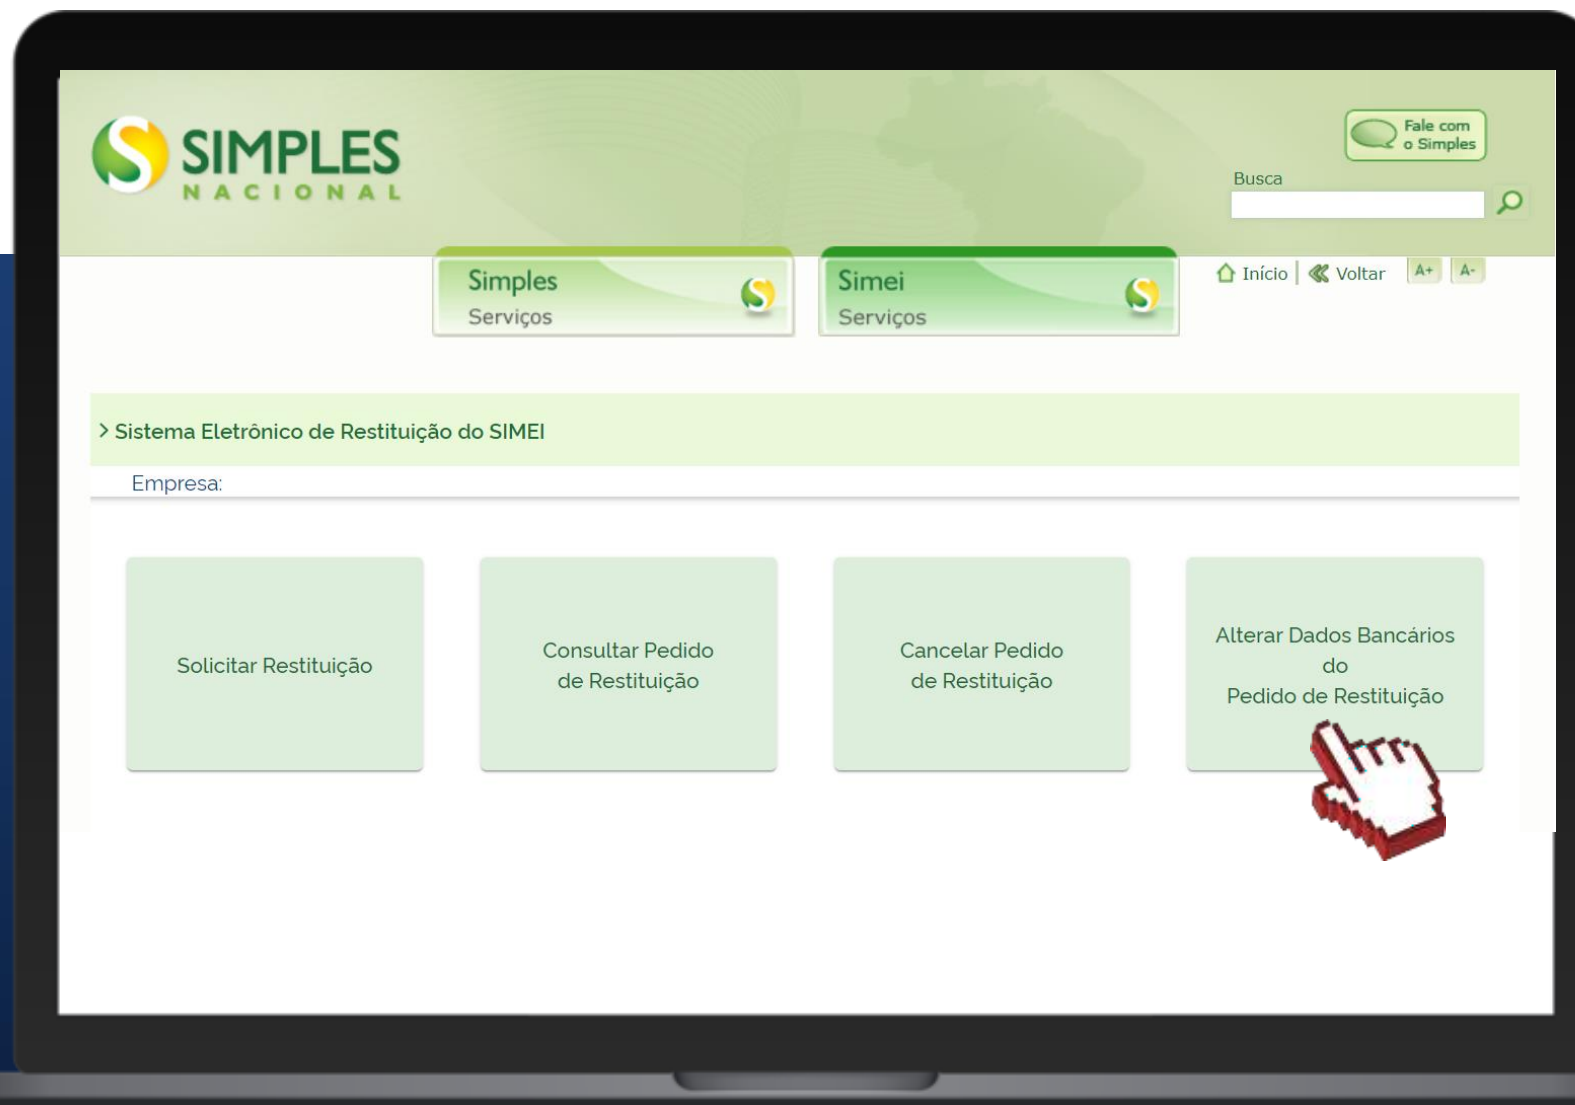 SIMPLES
NACIONAL
Fale com
o Simples
Busca
Simples
Serviços
Simei
Serviços
Início
Voltar
A+
A-
> Sistema Eletrônico de Restituição do SIMEI
Empresa:
Solicitar Restituição
Consultar Pedido
de Restituição
Cancelar Pedido
de Restituição
Alterar Dados Bancários
do
Pedido de Restituição